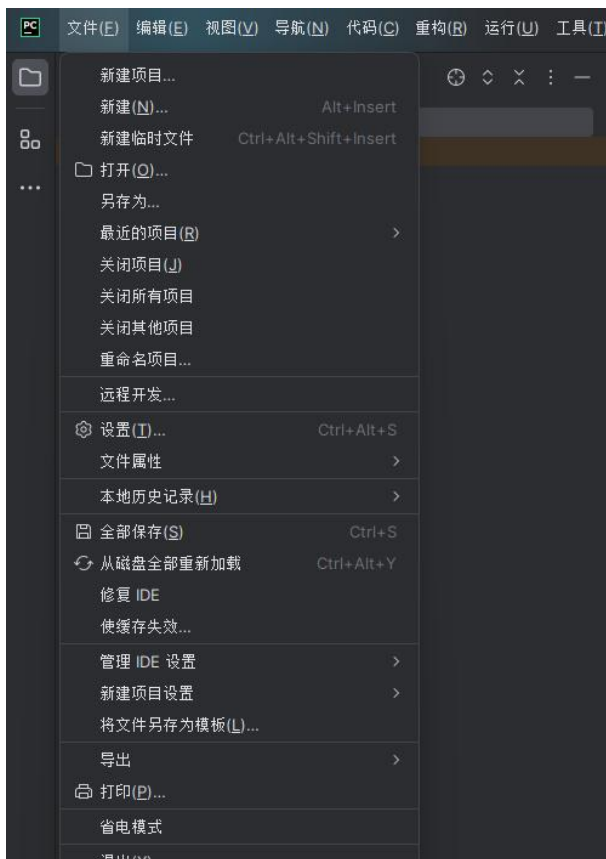 PC 文件(F) 编辑(E) 视图(V) 导航(N) 代码(C) 重构(R) 运行(U) 工具(T)
新建项目...
新建(N)... Alt+Insert
新建临时文件 Ctrl+Alt+Shift+Insert
打开(O)...
另存为...
最近的项目(R)
关闭项目(J)
关闭所有项目
关闭其他项目
重命名项目...
远程开发...
设置(T)... Ctrl+Alt+S
文件属性
本地历史记录(H)
全部保存(S) Ctrl+S
从磁盘全部重新加载 Ctrl+Alt+Y
修复 IDE
使缓存失效...
管理 IDE 设置
新建项目设置
将文件另存为模板(L)...
导出
打印(P)...
省电模式